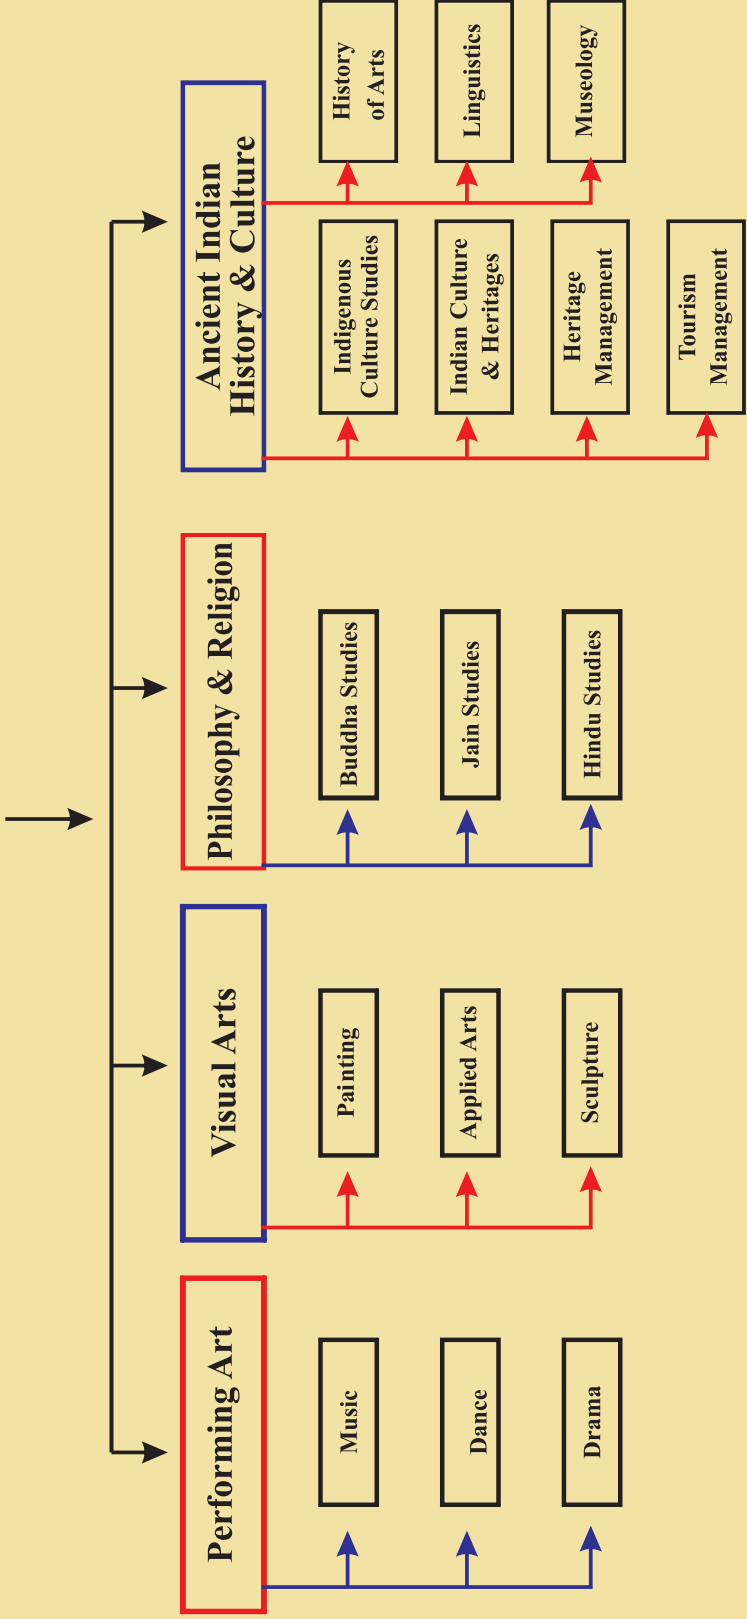 Performing Art
Music
Dance
Drama
Visual Arts
Painting
Applied Arts
Sculpture
Philosophy & Religion
Buddha Studies
Jain Studies
Hindu Studies
Ancient Indian
History & Culture
Indigenous
Culture Studies
Indian Culture
& Heritages
Heritage
Management
Tourism
Management
History
of Arts
Linguistics
Museology